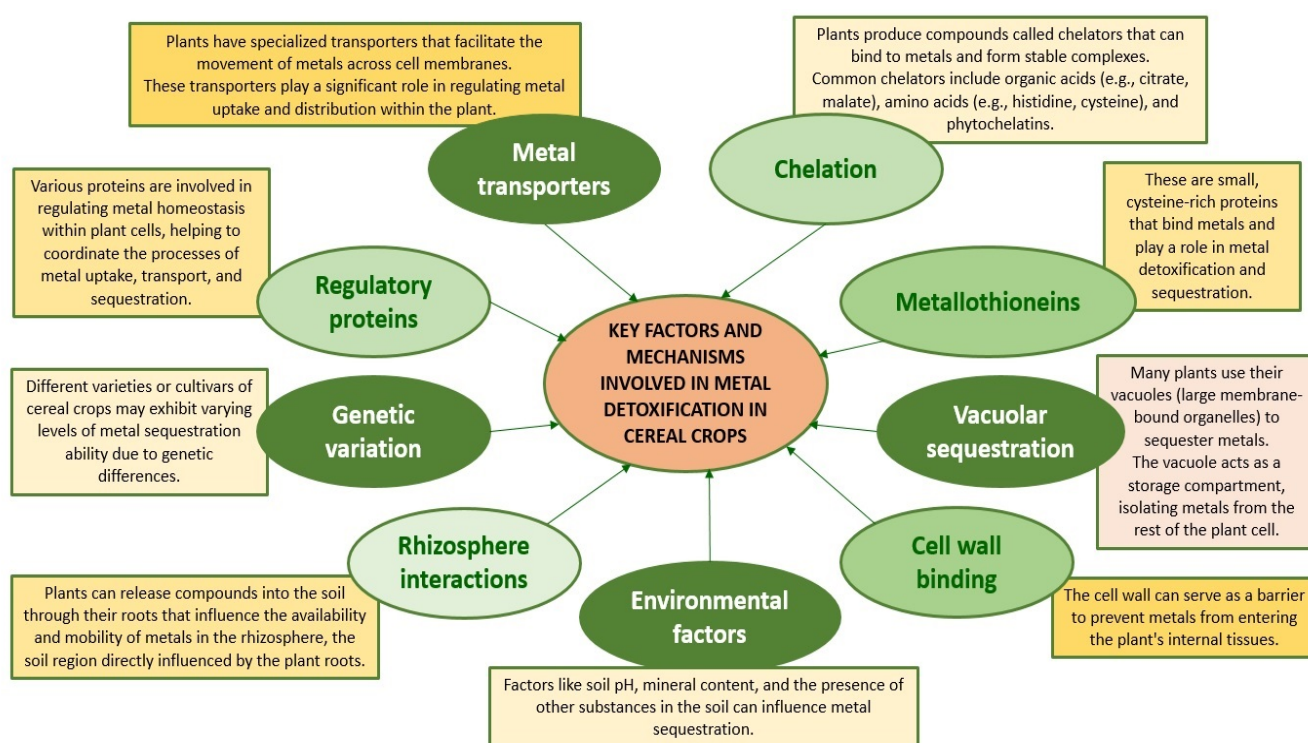 Plants have specialized transporters that facilitate the
movement of metals across cell membranes.
These transporters play a significant role in regulating metal
uptake and distribution within the plant.
Metal
transporters
Plants produce compounds called chelators that can
bind to metals and form stable complexes.
Common chelators include organic acids (e.g., citrate,
malate), amino acids (e.g., histidine, cysteine), and
phytochelatins.
Chelation
Various proteins are involved in
regulating metal homeostasis
within plant cells, helping to
coordinate the processes of
metal uptake, transport, and
sequestration.
Regulatory
proteins
These are small,
cysteine-rich proteins
that bind metals and
play a role in metal
detoxification and
sequestration.
Metallothioneins
KEY FACTORS AND
MECHANISMS
INVOLVED IN METAL
DETOXIFICATION IN
CEREAL CROPS
Different varieties or cultivars of
cereal crops may exhibit varying
levels of metal sequestration
ability due to genetic
differences.
Genetic
variation
Vacuolar
sequestration
Many plants use their
vacuoles (large membrane-
bound organelles) to
sequester metals.
The vacuole acts as a
storage compartment,
isolating metals from the
rest of the plant cell.
Rhizosphere
interactions
Plants can release compounds into the soil
through their roots that influence the availability
and mobility of metals in the rhizosphere, the
soil region directly influenced by the plant roots.
Environmental
factors
Factors like soil pH, mineral content, and the presence of
other substances in the soil can influence metal
sequestration.
Cell wall
binding
The cell wall can serve as a barrier
to prevent metals from entering
the plant's internal tissues.